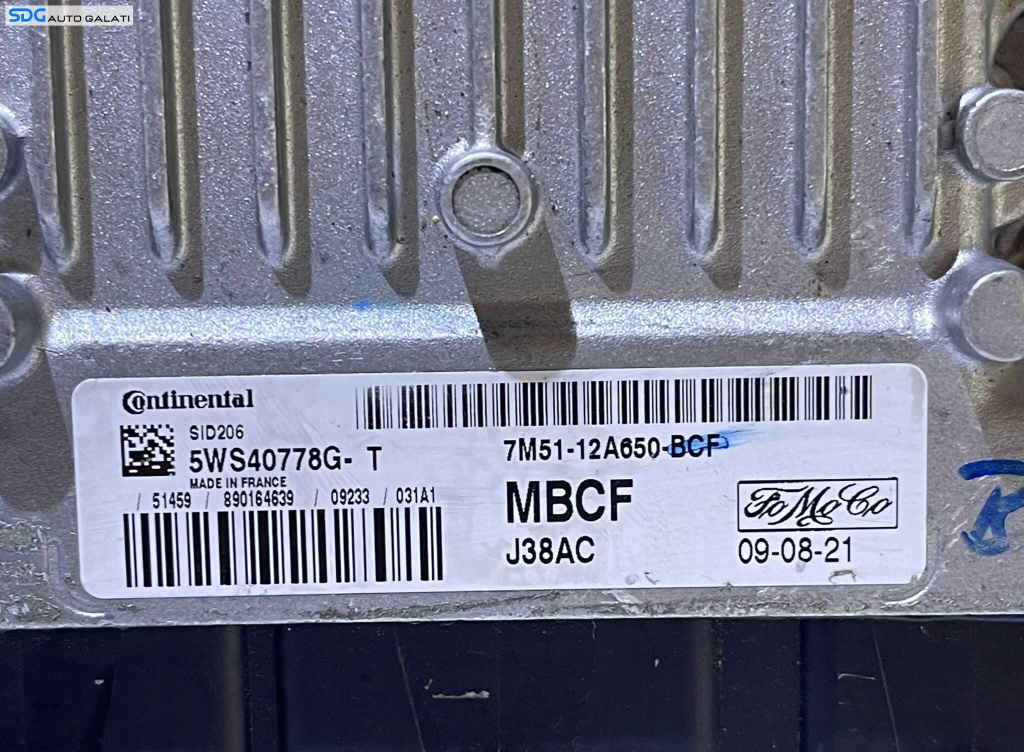 SDG AUTO GALATI
Continental
SID206
5WS40778G- T
MADE IN FRANCE
/ 51459 / 890164639 / 09233 / 031A1
7M51-12A650-BCF
MBCF
FoMoCo
J38AC
09-08-21